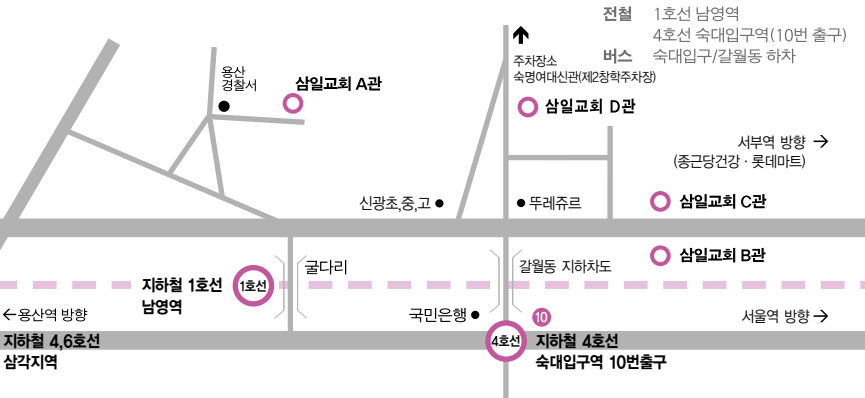 전철 1호선 남영역
4호선 숙대입구역(10번 출구)
버스 숙대입구/갈월동 하차
주차장소
숙명여대신관(제2창학주차장)
용산
경찰서
삼일교회 A관
삼일교회 D관
서부역 방향 →
(종근당건강 · 롯데마트)
신광초,중,고
뚜레쥬르
삼일교회 C관
삼일교회 B관
굴다리
갈월동 지하차도
지하철 1호선
남영역
1호선
←용산역 방향
국민은행
10
서울역 방향 →
지하철 4,6호선
삼각지역
4호선
지하철 4호선
숙대입구역 10번출구